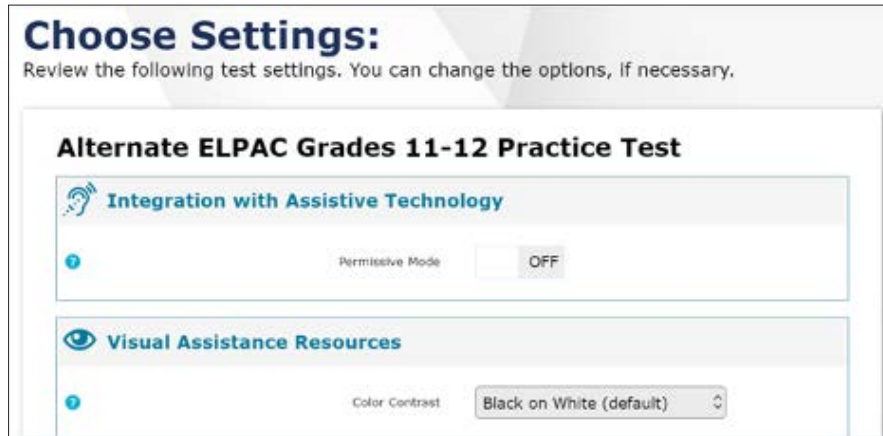 Choose Settings:
Review the following test settings. You can change the options, if necessary.
Alternate ELPAC Grades 11-12 Practice Test
Integration with Assistive Technology
? Permissive Mode OFF
Visual Assistance Resources
? Color Contrast Black on White (default)